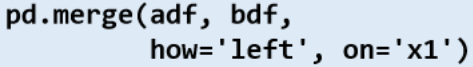 pd.merge(adf, bdf,
how='left', on='x1')